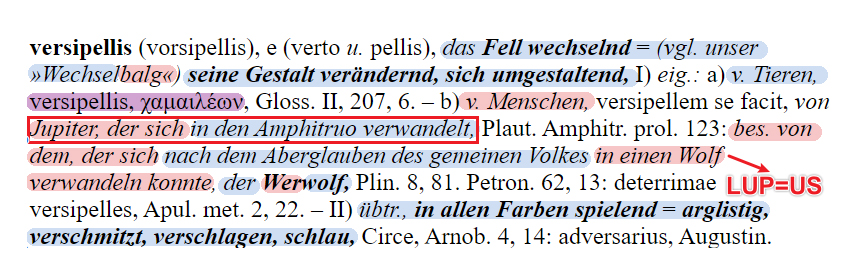 versipellis (vorsipellis), e (verto u. pellis), das Fell wechselnd = (vgl. unser
»Wechselbalg«) seine Gestalt verändernd, sich umgestaltend, I) eig.: a) v. Tieren,
versipellis, χαμαιλέων, Gloss. II, 207, 6. – b) v. Menschen, versipellem se facit, von
Jupiter, der sich in den Amphitruo verwandelt, Plaut. Amphitr. prol. 123: bes. von
dem, der sich nach dem Aberglauben des gemeinen Volkes in einen Wolf
verwandeln konnte, der Werwolf, Plin. 8, 81. Petron. 62, 13: deterrimae
LUP=US
versipelles, Apul. met. 2, 22. – II) übtr., in allen Farben spielend = arglistig,
verschmitzt, verschlagen, schlau, Circe, Arnob. 4, 14: adversarius, Augustin.